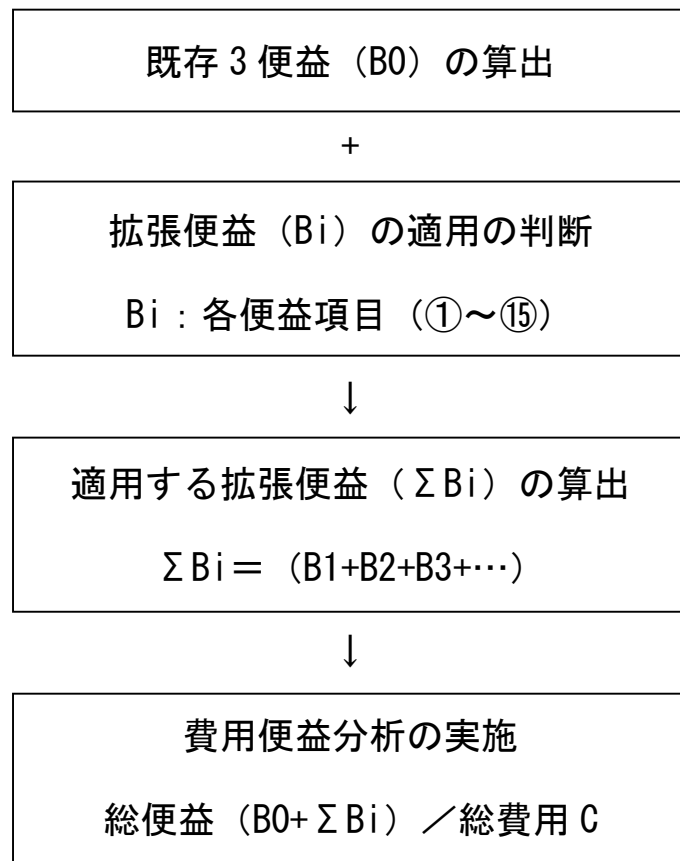 既存3便益（B0）の算出
+
拡張便益（Bi）の適用の判断
Bi：各便益項目（①～⑮）
↓
適用する拡張便益（ΣBi）の算出
ΣBi＝（B1+B2+B3+…）
↓
費用便益分析の実施
総便益（B0+ΣBi）／総費用C